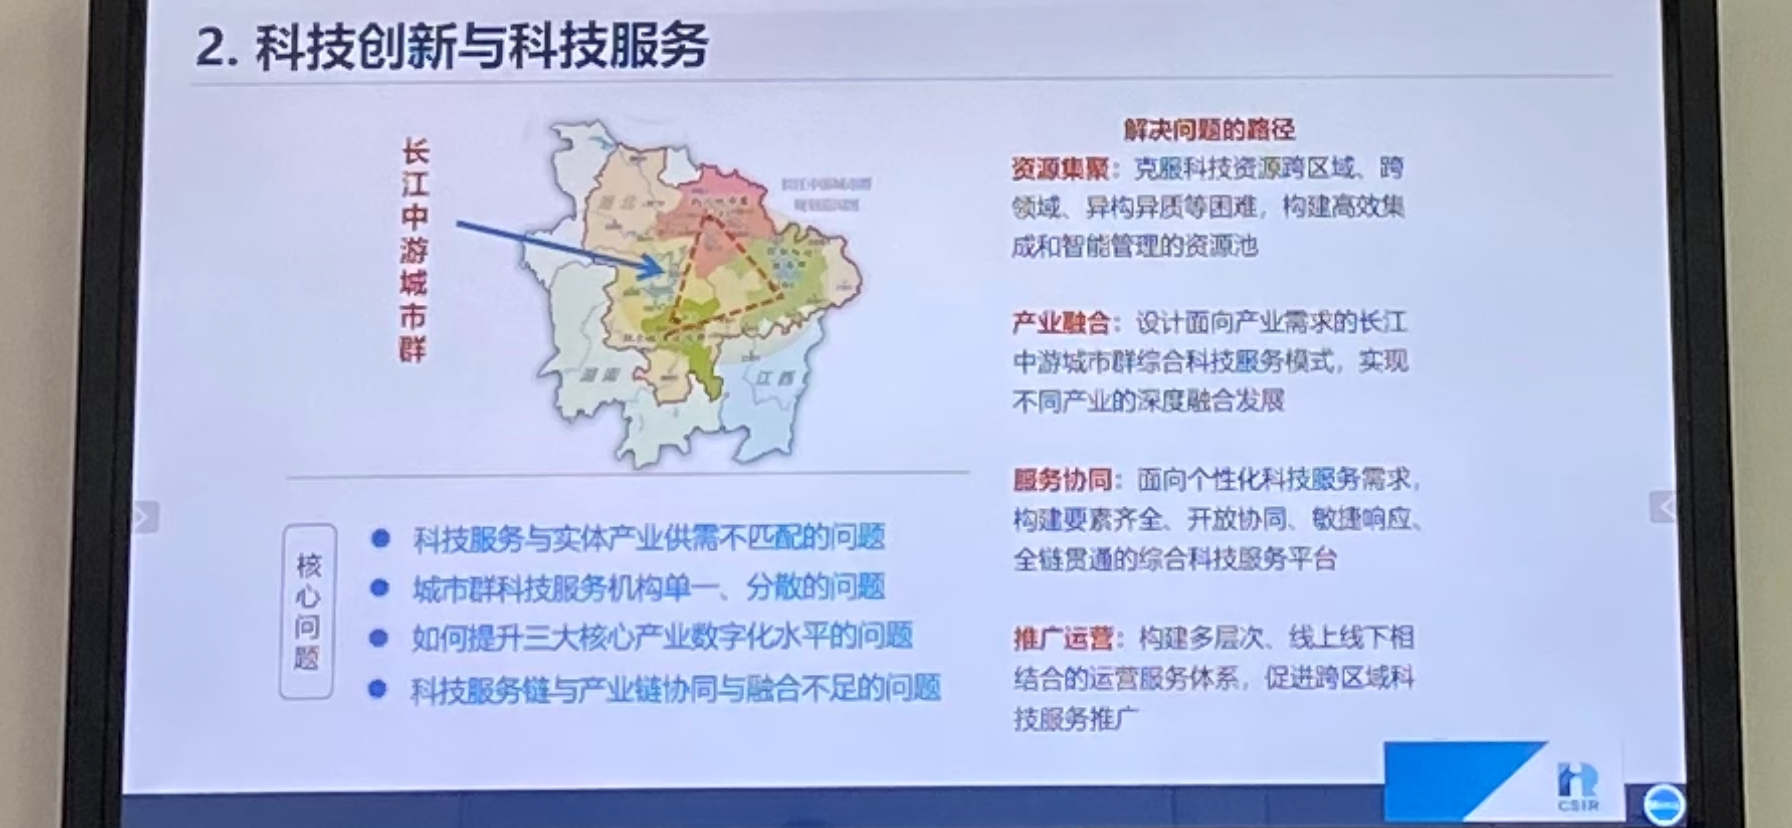 2. 科技创新与科技服务
长江中游城市群
湖北
湖南
江西
核心问题
科技服务与实体产业供需不匹配的问题
城市群科技服务机构单一、分散的问题
如何提升三大核心产业数字化水平的问题
科技服务链与产业链协同与融合不足的问题
解决问题的路径
资源集聚：克服科技资源跨区域、跨
领域、异构异质等困难，构建高效集
成和智能管理的资源池
产业融合：设计面向产业需求的长江
中游城市群综合科技服务模式，实现
不同产业的深度融合发展
服务协同：面向个性化科技服务需求，
构建要素齐全、开放协同、敏捷响应、
全链贯通的综合科技服务平台
推广运营：构建多层次、线上线下相
结合的运营服务体系，促进跨区域科
技服务推广
CSIR